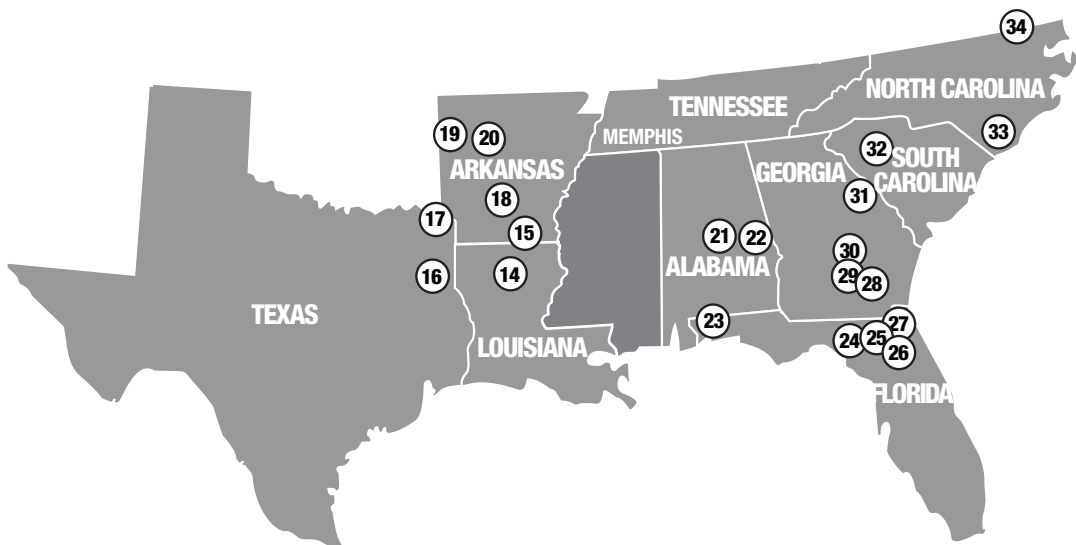 34
NORTH CAROLINA
TENNESSEE
MEMPHIS
33
19
20
ARKANSAS
32
SOUTH
CAROLINA
GEORGIA
31
18
17
15
21
22
ALABAMA
30
29
28
16
14
TEXAS
LOUISIANA
23
24
25
27
26
FLORIDA